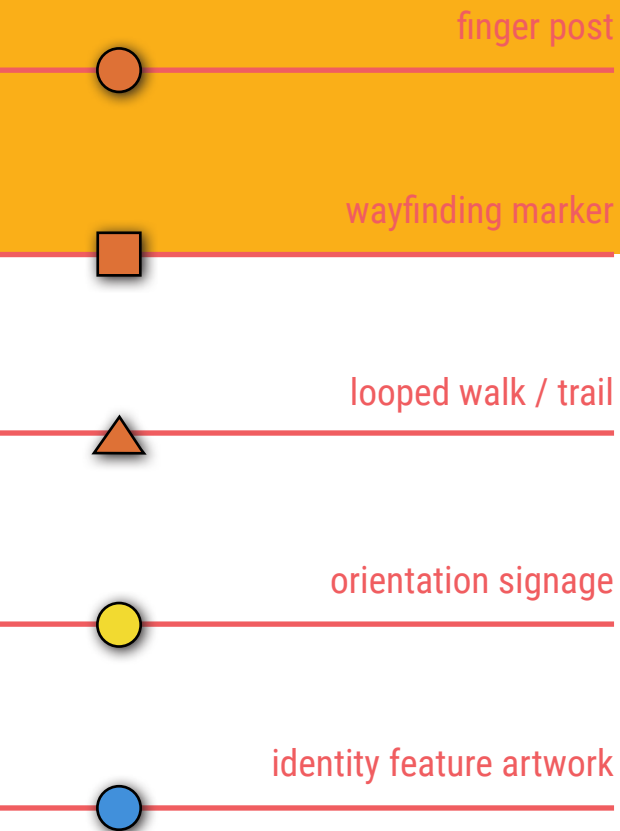 finger post
wayfinding marker
looped walk / trail
orientation signage
identity feature artwork